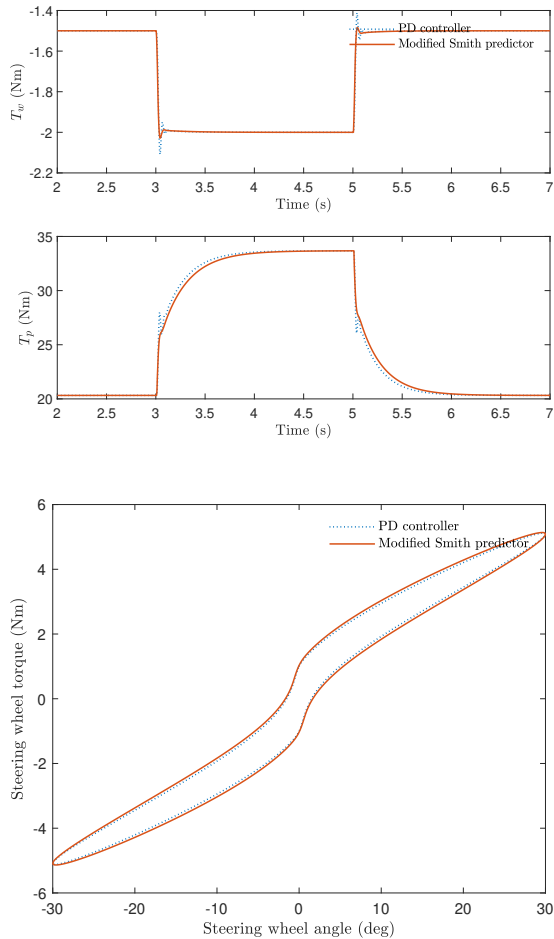 -1.4
-1.6
-1.8
-2
-2.2
T_w (Nm)
PD controller
Modified Smith predictor
2 2.5 3 3.5 4 4.5 5 5.5 6 6.5 7
Time (s)
35
30
25
20
T_p (Nm)
2 2.5 3 3.5 4 4.5 5 5.5 6 6.5 7
Time (s)
6
4
2
0
-2
-4
-6
Steering wheel torque (Nm)
PD controller
Modified Smith predictor
-30 -20 -10 0 10 20 30
Steering wheel angle (deg)